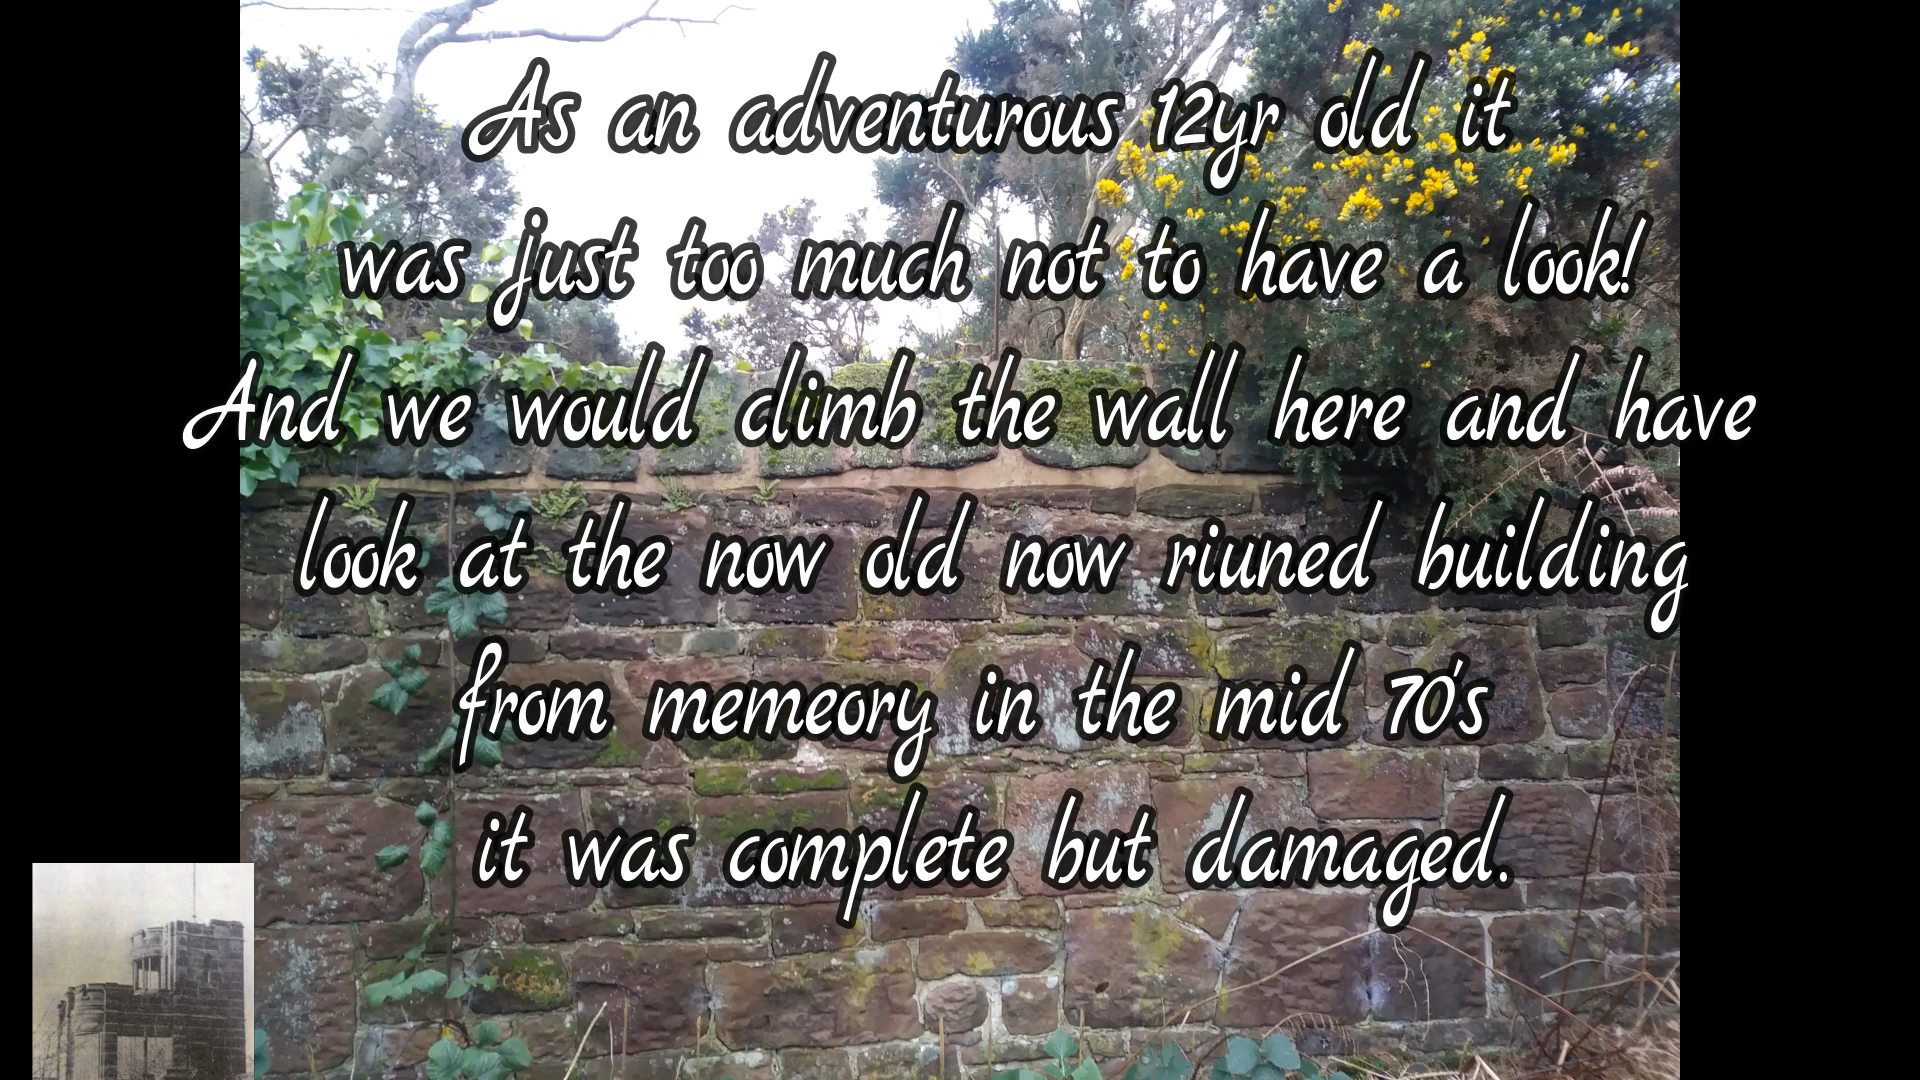 As an adventurous 12yr old it
was just too much not to have a look!
And we would climb the wall here and have
look at the now old now riuned building
from memeory in the mid 70's
it was complete but damaged.